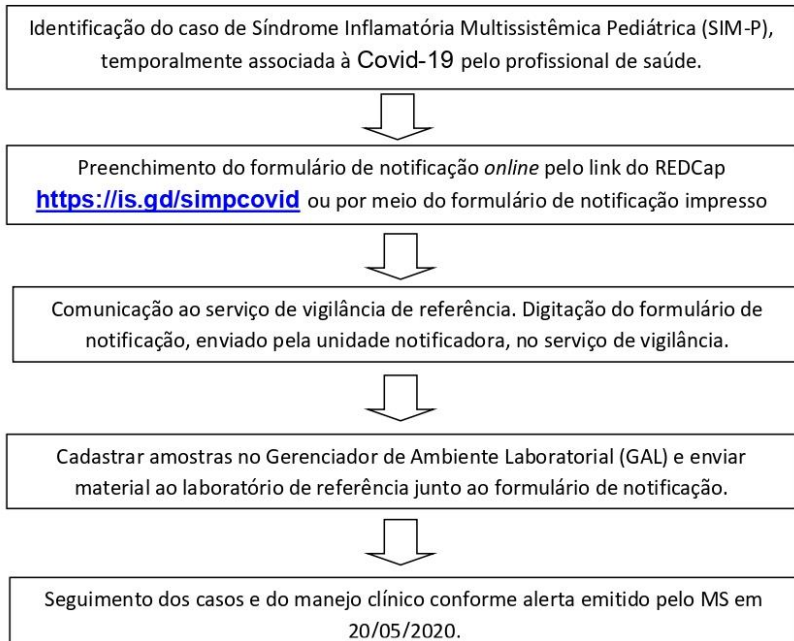 Identificação do caso de Síndrome Inflamatória Multissistêmica Pediátrica (SIM-P),
temporalmente associada à Covid-19 pelo profissional de saúde.
Preenchimento do formulário de notificação online pelo link do REDCap
https://is.gd/simpcovid ou por meio do formulário de notificação impresso
Comunicação ao serviço de vigilância de referência. Digitação do formulário de
notificação, enviado pela unidade notificadora, no serviço de vigilância.
Cadastrar amostras no Gerenciador de Ambiente Laboratorial (GAL) e enviar
material ao laboratório de referência junto ao formulário de notificação.
Seguimento dos casos e do manejo clínico conforme alerta emitido pelo MS em
20/05/2020.